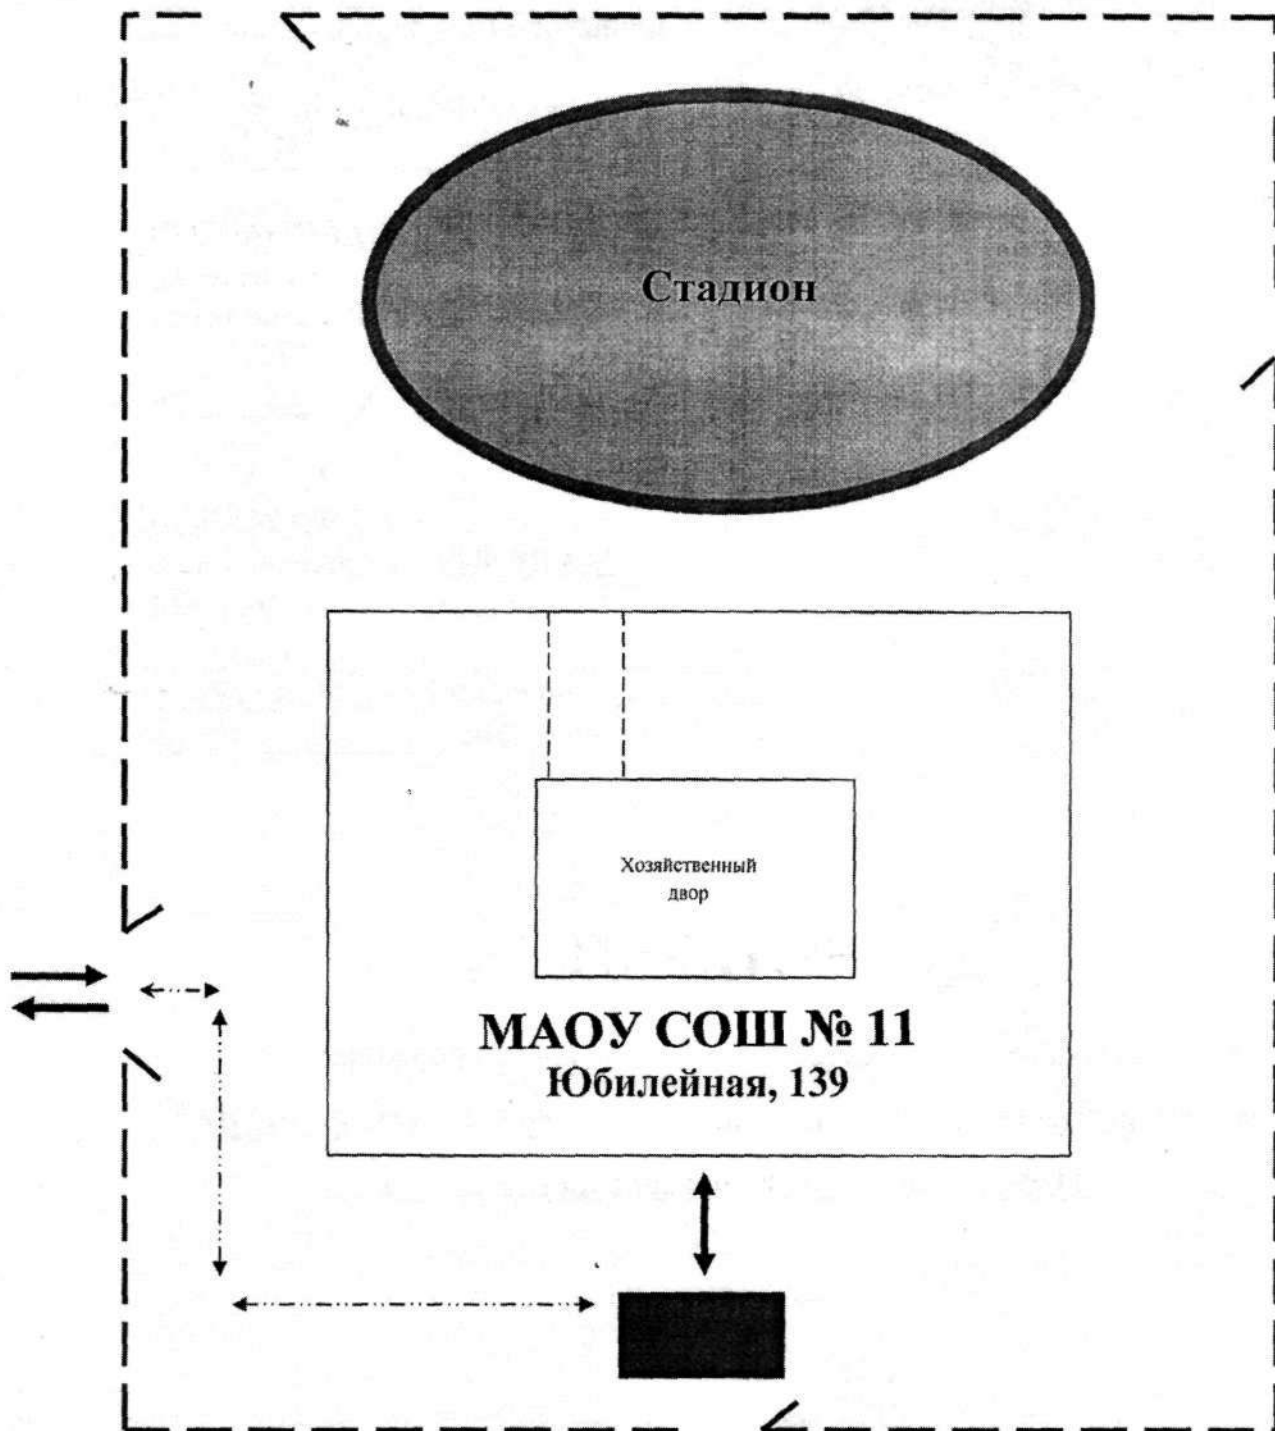 Стадион
Хозяйственный
двор
МАОУ СОШ № 11
Юбилейная, 139